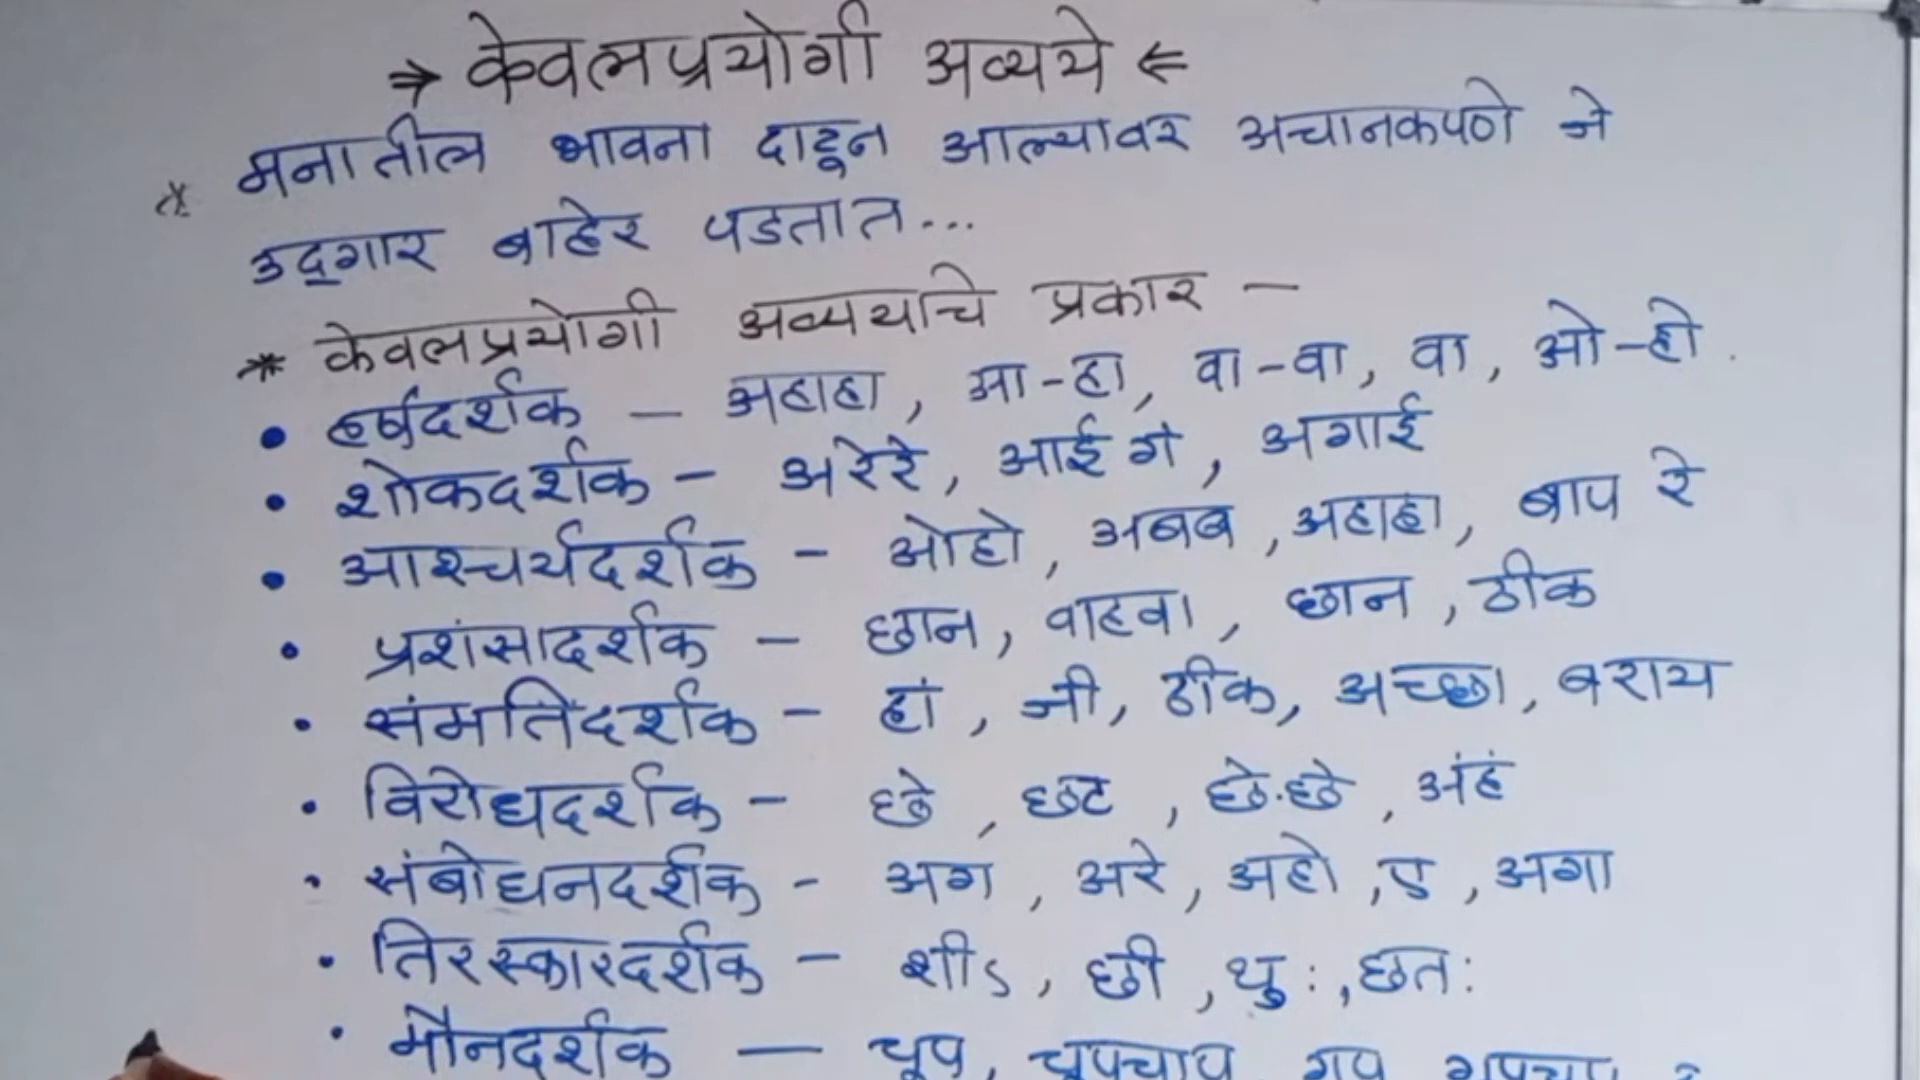 → केवलप्रयोगी अव्यये ←
* मनातील भावना दाटून आल्यावर अचानकपणे जे
उद्‌गार बाहेर पडतात...
* केवलप्रयोगी अव्ययाचे प्रकार –
• हर्षदर्शक – अहाहा, आ-हा, वा-वा, वा, ओ-हो.
• शोकदर्शक – अरेरे, आई ग, अगाई
• आश्चर्यदर्शक – ओहो, अबब, अहाहा, बाप रे
• प्रशंसादर्शक – छान, वाहवा, छान, ठीक
• संमतिदर्शक – हां, जी, ठीक, अच्छा, बराय
• विरोधदर्शक – छे, छट, छे.छे, अंहं
• संबोधनदर्शक – अग, अरे, अहो, ए, अगा
• तिरस्कारदर्शक – शीऽ, छी, थु:, छत:
• मौनदर्शक – चूप, चूपचाप गप गपचाप